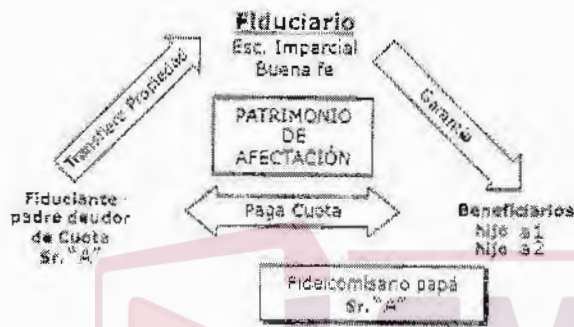 Fiduciario
Esc. Imparcial
Buena fe
Transfiere Propiedad
Garantía
PATRIMONIO
DE
AFECTACIÓN
Fiduciante
padre deudor
de Cuota
Sr. "A"
Paga Cuota
Beneficiarios
hijo a1
hijo a2
Fideicomisario papá
Sr. "A"